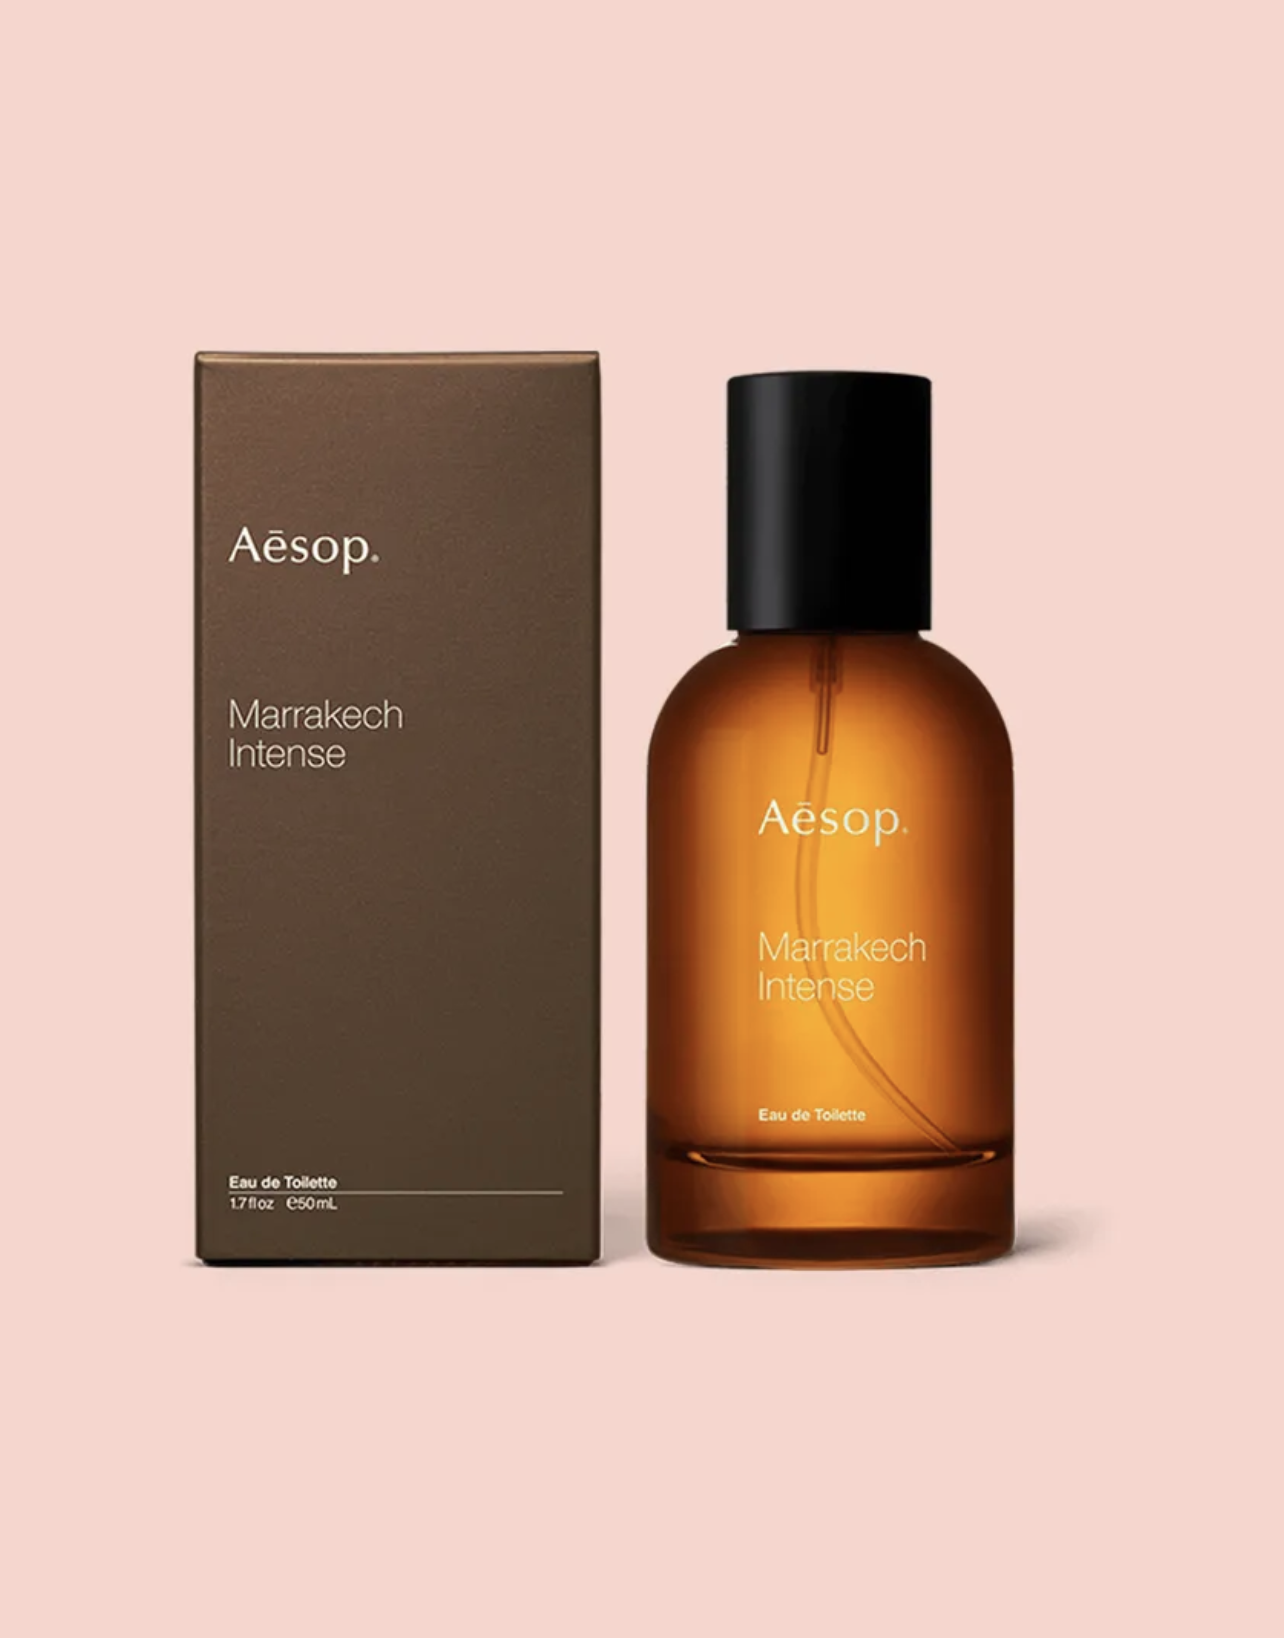 Aēsop®
Marrakech
Intense
Eau de Toilette
1.7 fl oz ℮50 mL
Aēsop®
Marrakech
Intense
Eau de Toilette